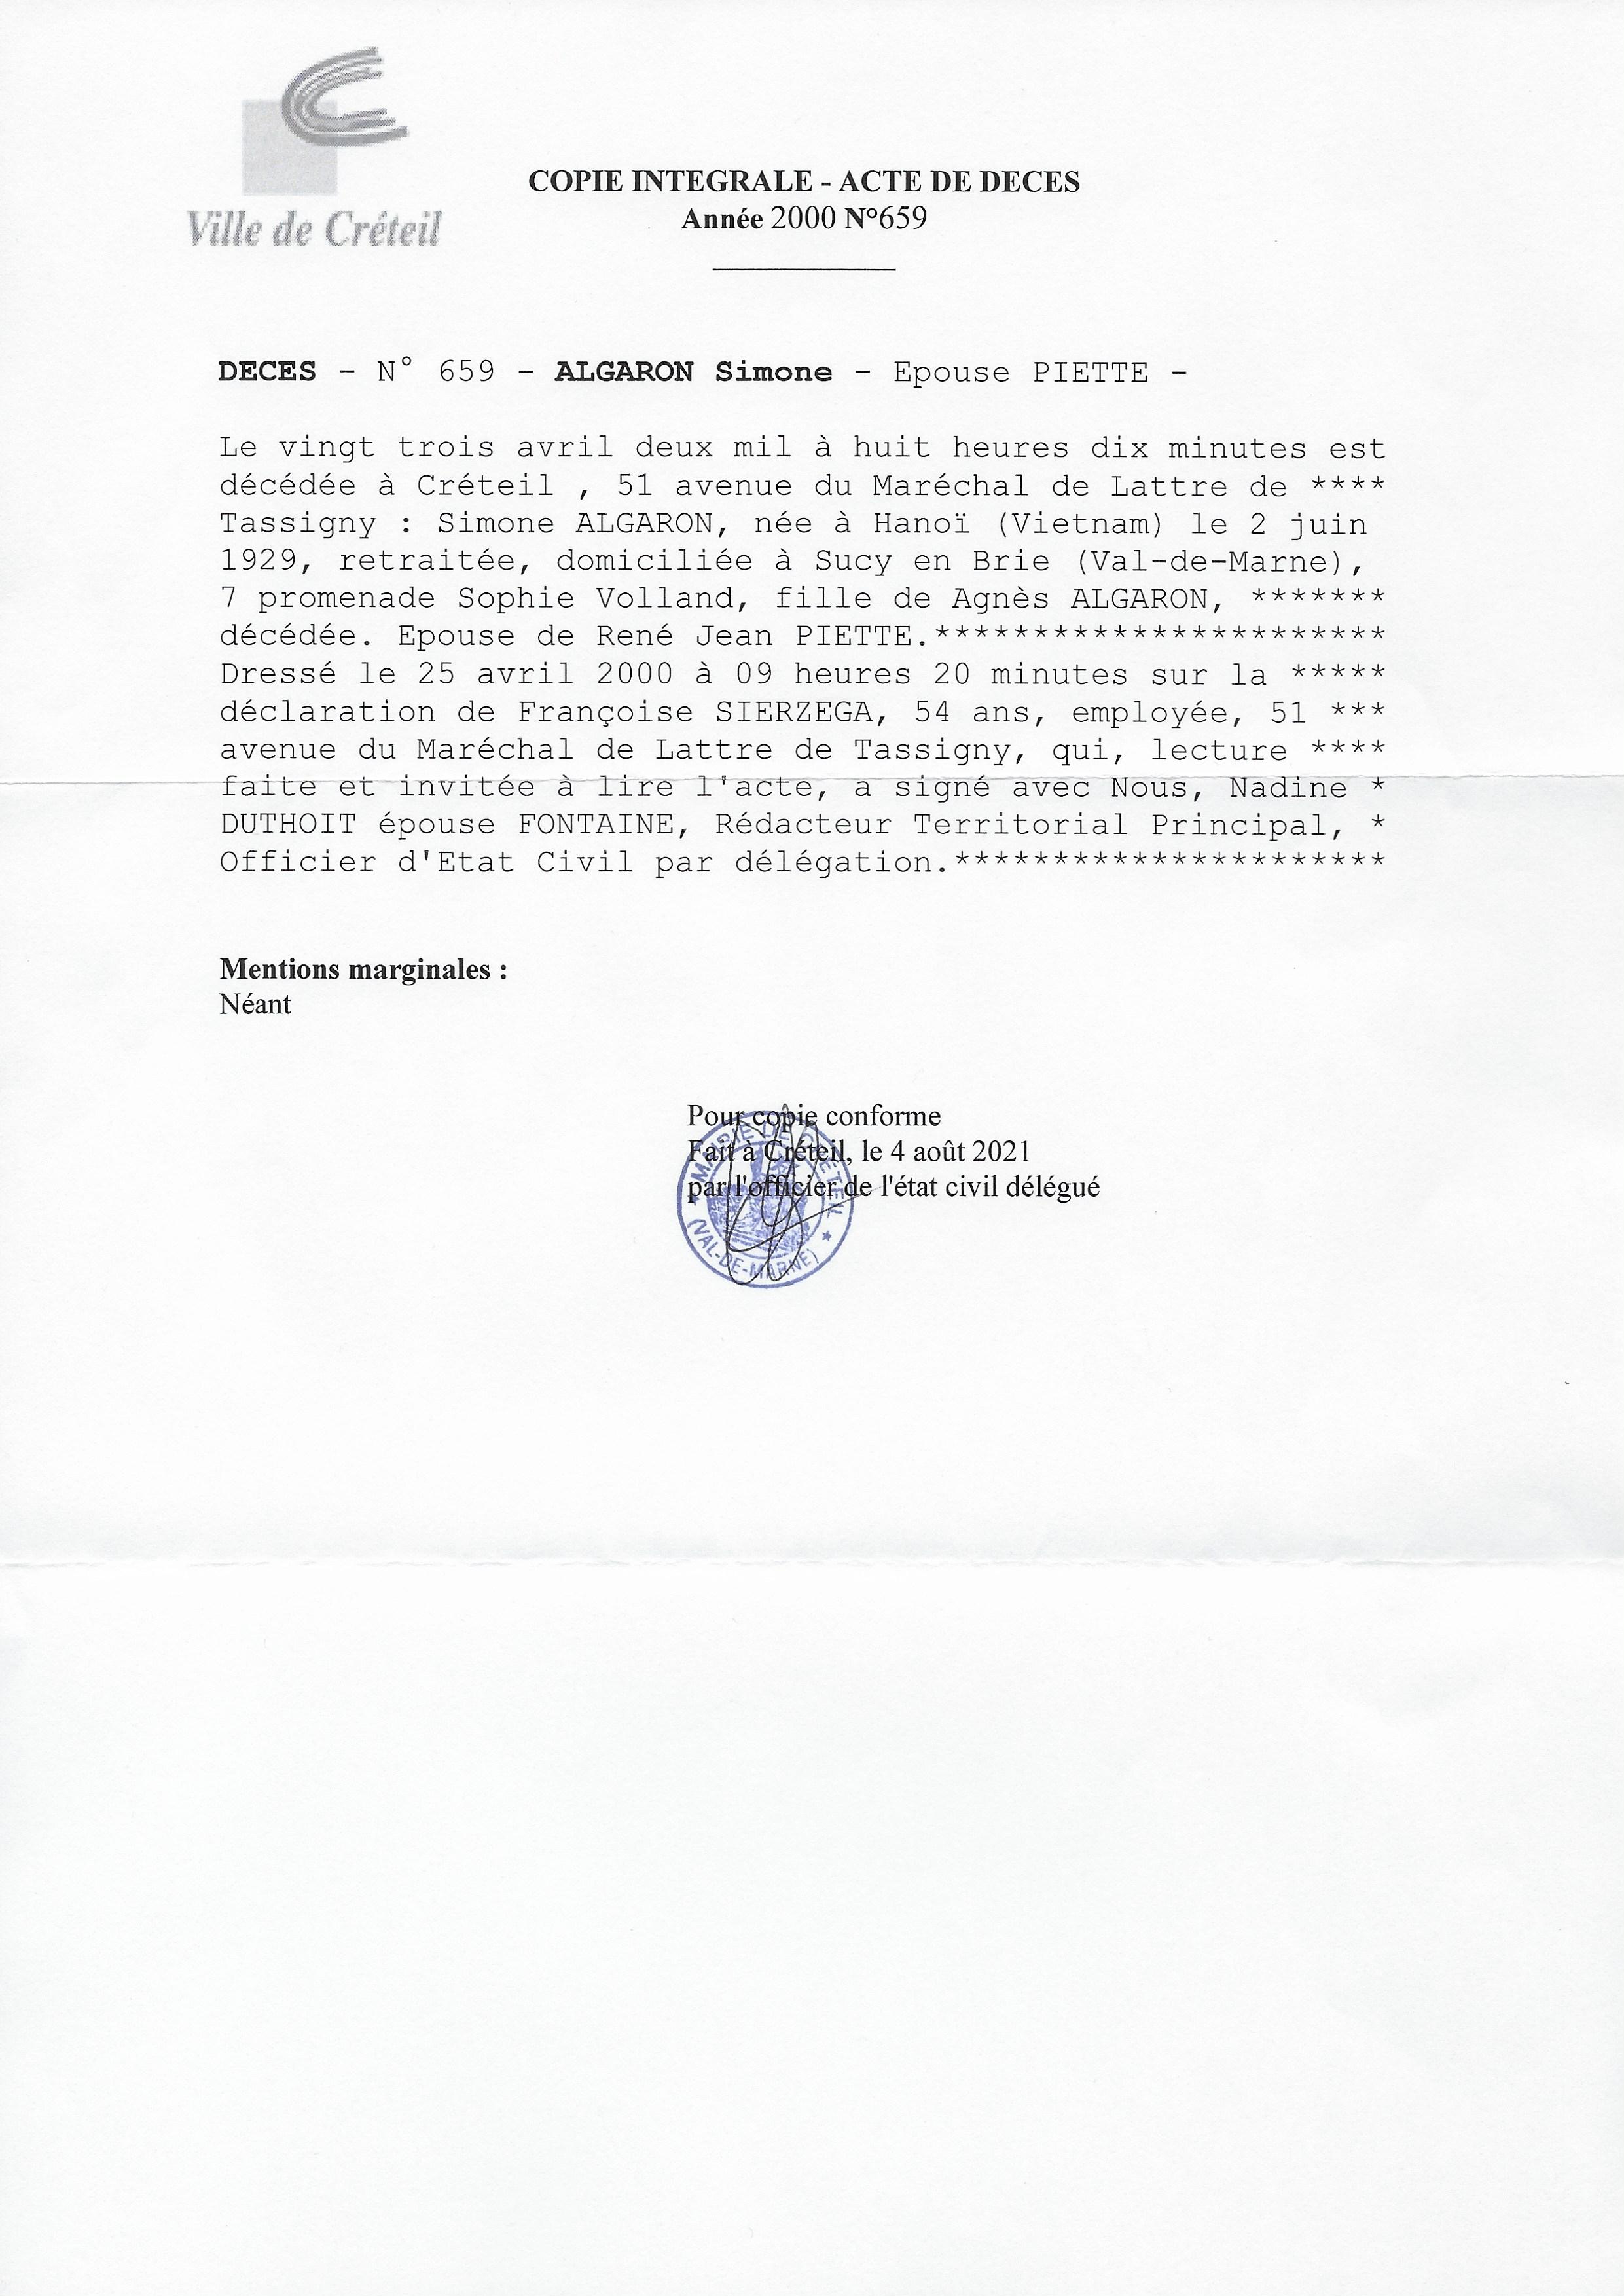 Ville de Créteil
COPIE INTEGRALE - ACTE DE DECES
Année 2000 N°659
DECES - N° 659 - ALGARON Simone - Epouse PIETTE -
Le vingt trois avril deux mil à huit heures dix minutes est
décédée à Créteil , 51 avenue du Maréchal de Lattre de ****
Tassigny : Simone ALGARON, née à Hanoï (Vietnam) le 2 juin
1929, retraitée, domiciliée à Sucy en Brie (Val-de-Marne),
7 promenade Sophie Volland, fille de Agnès ALGARON, *******
décédée. Epouse de René Jean PIETTE.***********************
Dressé le 25 avril 2000 à 09 heures 20 minutes sur la *****
déclaration de Françoise SIERZEGA, 54 ans, employée, 51 ***
avenue du Maréchal de Lattre de Tassigny, qui, lecture ****
faite et invitée à lire l'acte, a signé avec Nous, Nadine *
DUTHOIT épouse FONTAINE, Rédacteur Territorial Principal, *
Officier d'Etat Civil par délégation.**********************
Mentions marginales :
Néant
Pour copie conforme
Fait à Créteil, le 4 août 2021
par l'officier de l'état civil délégué
MAIRIE DE CRÉTEIL
(VAL-DE-MARNE)